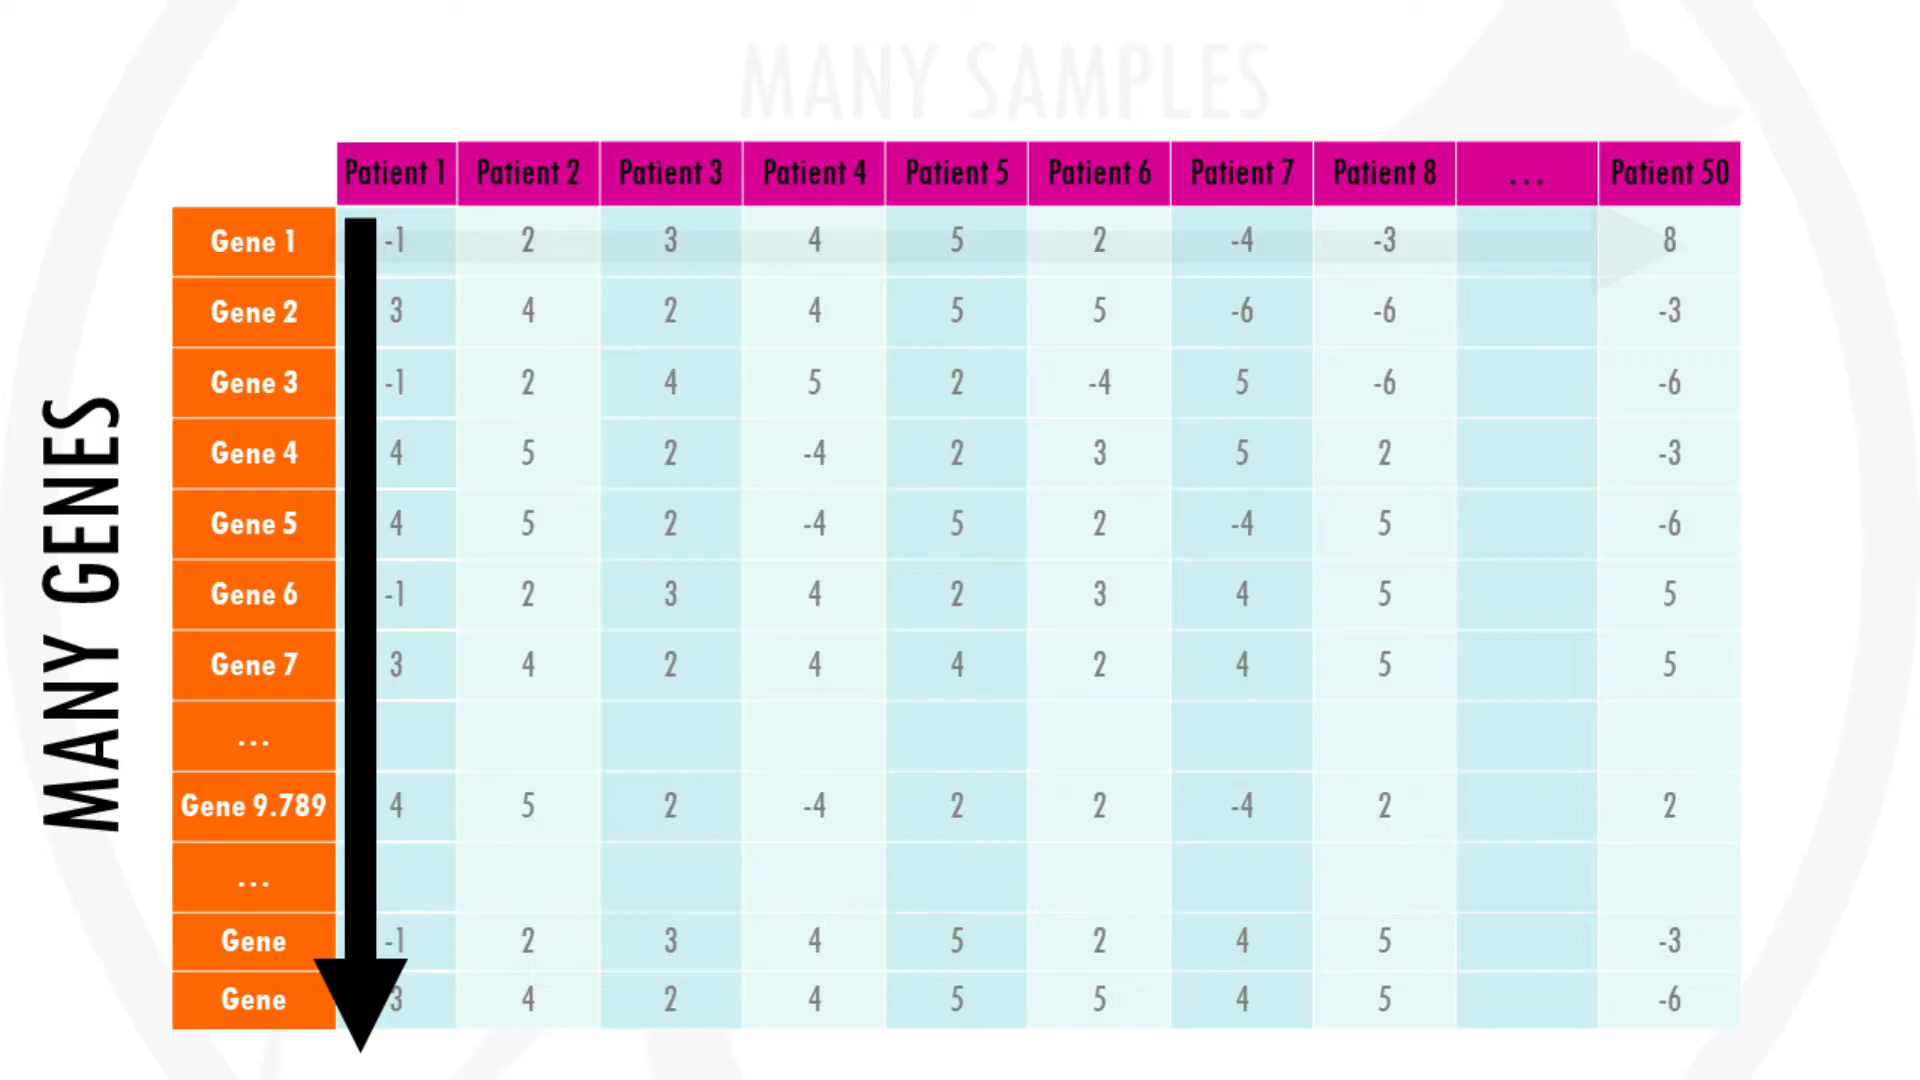 MANY SAMPLES
Patient 1 Patient 2 Patient 3 Patient 4 Patient 5 Patient 6 Patient 7 Patient 8 ... Patient 50
Gene 1 -1 2 3 4 5 2 -4 -3 8
Gene 2 3 4 2 4 5 5 -6 -6 -3
Gene 3 -1 2 4 5 2 -4 5 -6 -6
Gene 4 4 5 2 -4 2 3 5 2 -3
Gene 5 4 5 2 -4 5 2 -4 5 -6
Gene 6 -1 2 3 4 2 3 4 5 5
Gene 7 3 4 2 4 4 2 4 5 5
...
Gene 9.789 4 5 2 -4 2 2 -4 2 2
...
Gene -1 2 3 4 5 2 4 5 -3
Gene 3 4 2 4 5 5 4 5 -6
MANY GENES